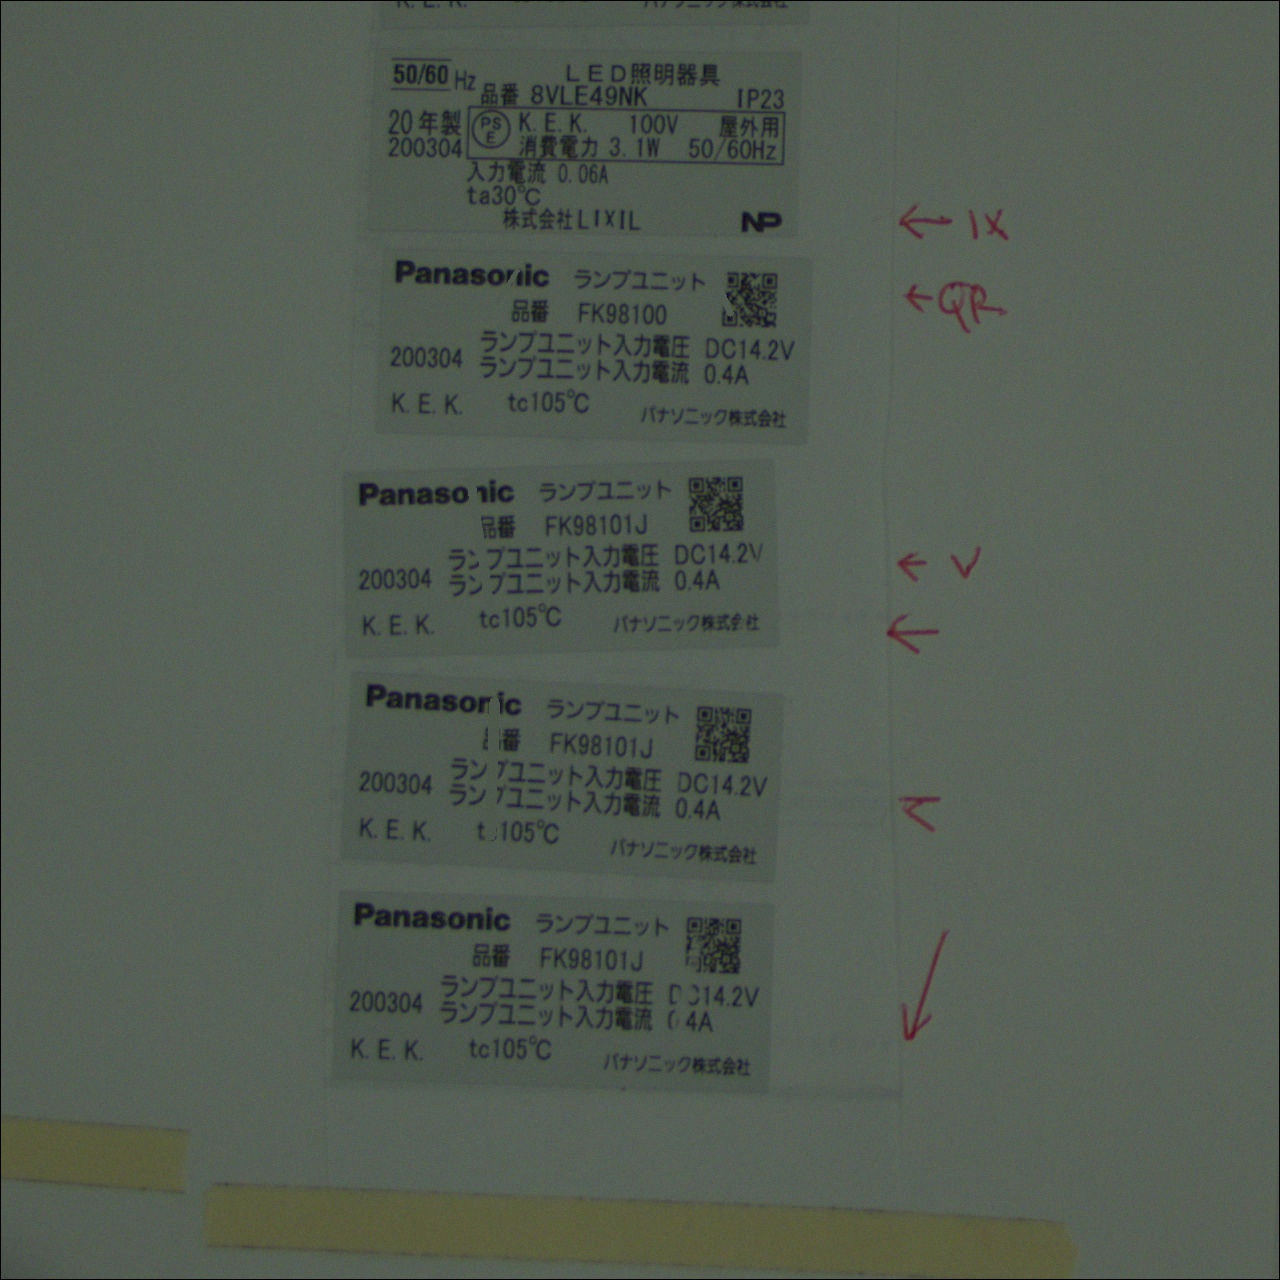 K. E. K. パナソニック株式会社
50/60 Hz LED照明器具
品番 8VLE49NK IP23
20年製 PS E K. E. K. 100V 屋外用
200304 消費電力 3. 1W 50/60Hz
入力電流 0.06A
ta30℃
株式会社LIXIL NP
← IX
Panasonic ランプユニット
← QR
品番 FK98100
ランプユニット入力電圧 DC14.2V
200304 ランプユニット入力電流 0.4A
K. E. K. tc105℃ パナソニック株式会社
Panasonic ランプユニット
品番 FK98101J
ランプユニット入力電圧 DC14.2V
← V
200304 ランプユニット入力電流 0.4A
K. E. K. tc105℃ パナソニック株式会社
←
Panasonic ランプユニット
品番 FK98101J
ランプユニット入力電圧 DC14.2V
200304 ランプユニット入力電流 0.4A
K. E. K. tc105℃ パナソニック株式会社
Panasonic ランプユニット
品番 FK98101J
ランプユニット入力電圧 DC14.2V
200304 ランプユニット入力電流 0.4A
K. E. K. tc105℃ パナソニック株式会社